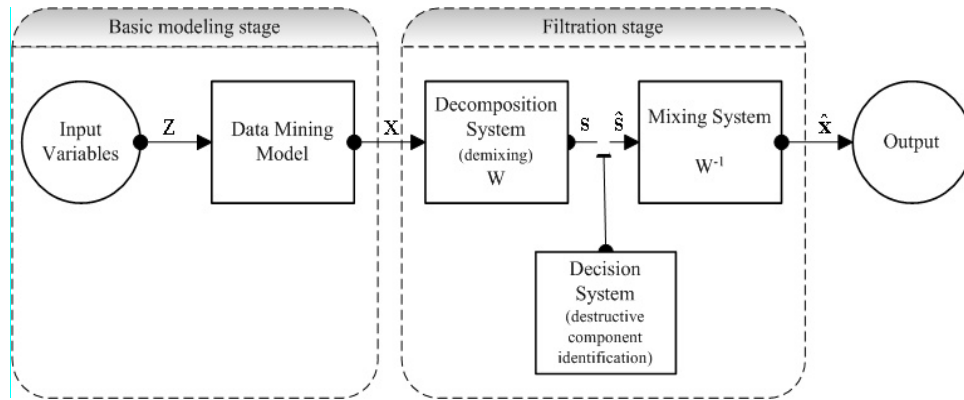 Basic modeling stage
Filtration stage
Input
Variables
Z
Data Mining
Model
X
Decomposition
System
(demixing)
W
s
ŝ
Mixing System
W⁻¹
x̂
Output
Decision
System
(destructive
component
identification)